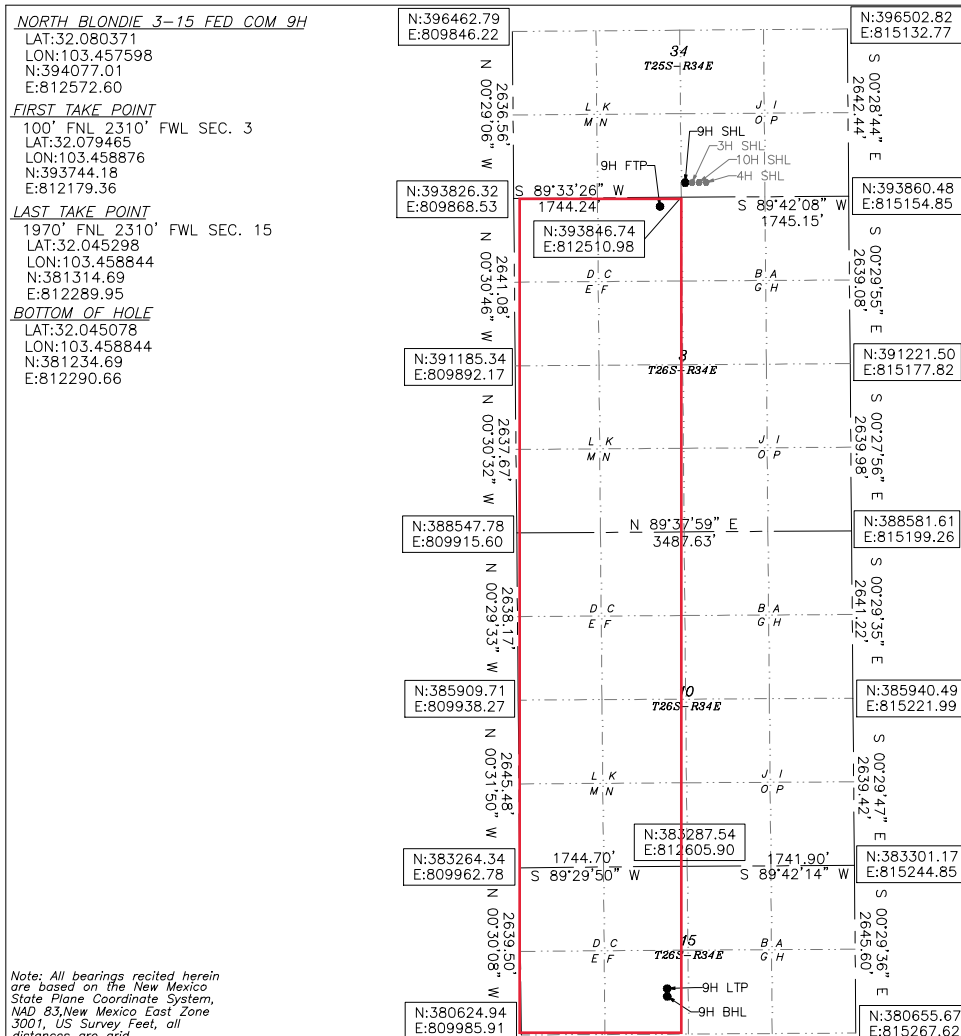 NORTH BLONDIE 3-15 FED COM 9H
LAT:32.080371
LON:103.457598
N:394077.01
E:812572.60
FIRST TAKE POINT
100' FNL 2310' FWL SEC. 3
LAT:32.079465
LON:103.458876
N:393744.18
E:812179.36
LAST TAKE POINT
1970' FNL 2310' FWL SEC. 15
LAT:32.045298
LON:103.458844
N:381314.69
E:812289.95
BOTTOM OF HOLE
LAT:32.045078
LON:103.458844
N:381234.69
E:812290.66
N:396462.79
E:809846.22
N:396502.82
E:815132.77
34
T25S-R34E
N 00°29'06" W
2636.56'
S 00°28'44" E
2642.44'
L K
M N
J I
O P
9H SHL
3H SHL
10H SHL
4H SHL
9H FTP
N:393826.32
E:809868.53
S 89°33'26" W
1744.24'
S 89°42'08" W
1745.15'
N:393860.48
E:815154.85
N:393846.74
E:812510.98
N 00°30'46" W
2641.08'
S 00°29'55" E
2639.08'
D C
E F
B A
G H
N:391185.34
E:809892.17
3
T26S-R34E
N:391221.50
E:815177.82
N 00°30'32" W
2637.67'
S 00°27'56" E
2639.98'
L K
M N
J I
O P
N:388547.78
E:809915.60
N 89°37'59" E
3487.63'
N:388581.61
E:815199.26
N 00°29'33" W
2638.17'
S 00°29'35" E
2641.22'
D C
E F
B A
G H
N:385909.71
E:809938.27
10
T26S-R34E
N:385940.49
E:815221.99
N 00°31'50" W
2645.48'
S 00°29'47" E
2639.42'
L K
M N
J I
O P
N:383287.54
E:812605.90
N:383264.34
E:809962.78
1744.70'
S 89°29'50" W
1741.90'
S 89°42'14" W
N:383301.17
E:815244.85
N 00°30'08" W
2639.50'
S 00°29'36" E
2645.60'
D C
E F
B A
G H
15
T26S-R34E
9H LTP
9H BHL
N:380624.94
E:809985.91
N:380655.67
E:815267.62
Note: All bearings recited herein
are based on the New Mexico
State Plane Coordinate System,
NAD 83,New Mexico East Zone
3001, US Survey Feet, all
distances are grid